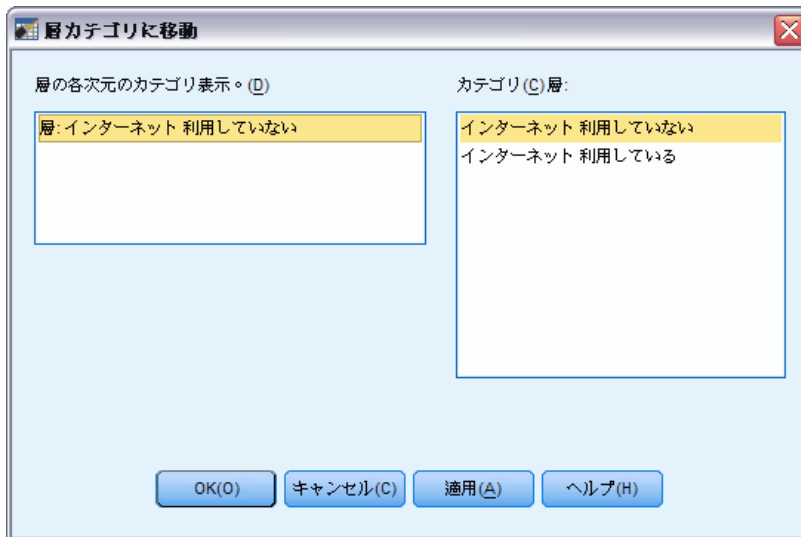 層カテゴリに移動
層の各次元のカテゴリ表示。(D)
カテゴリ(C)層:
層: インターネット 利用していない
インターネット 利用していない
インターネット 利用している
OK(O)
キャンセル(C)
適用(A)
ヘルプ(H)